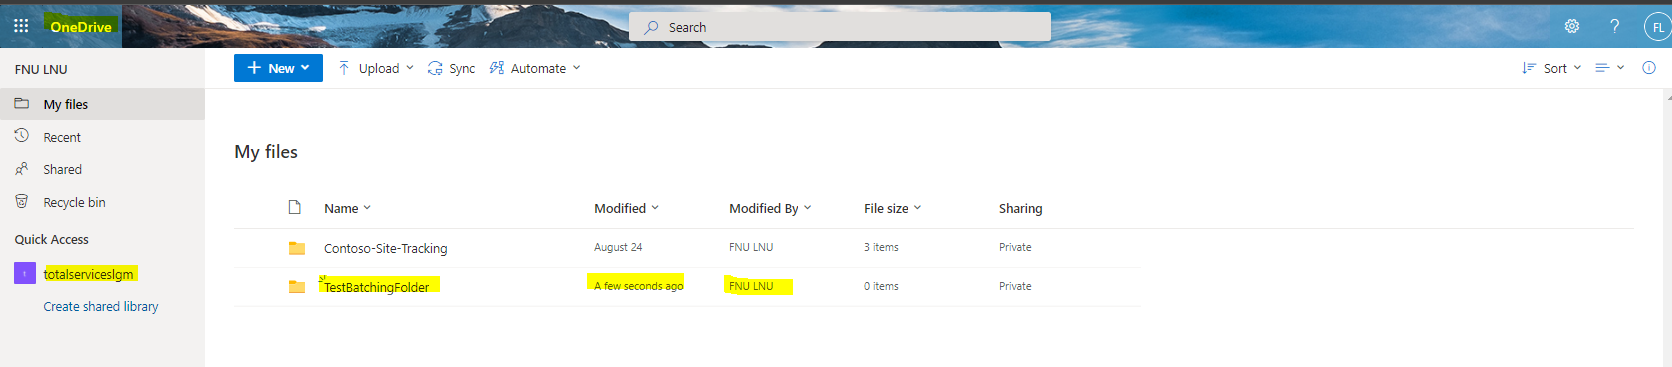 OneDrive
Search
?
FL
FNU LNU
My files
Recent
Shared
Recycle bin
Quick Access
t
totalserviceslgm
Create shared library
New
Upload
Sync
Automate
Sort
My files
Name Modified Modified By File size Sharing
Contoso-Site-Tracking August 24 FNU LNU 3 items Private
TestBatchingFolder A few seconds ago FNU LNU 0 items Private